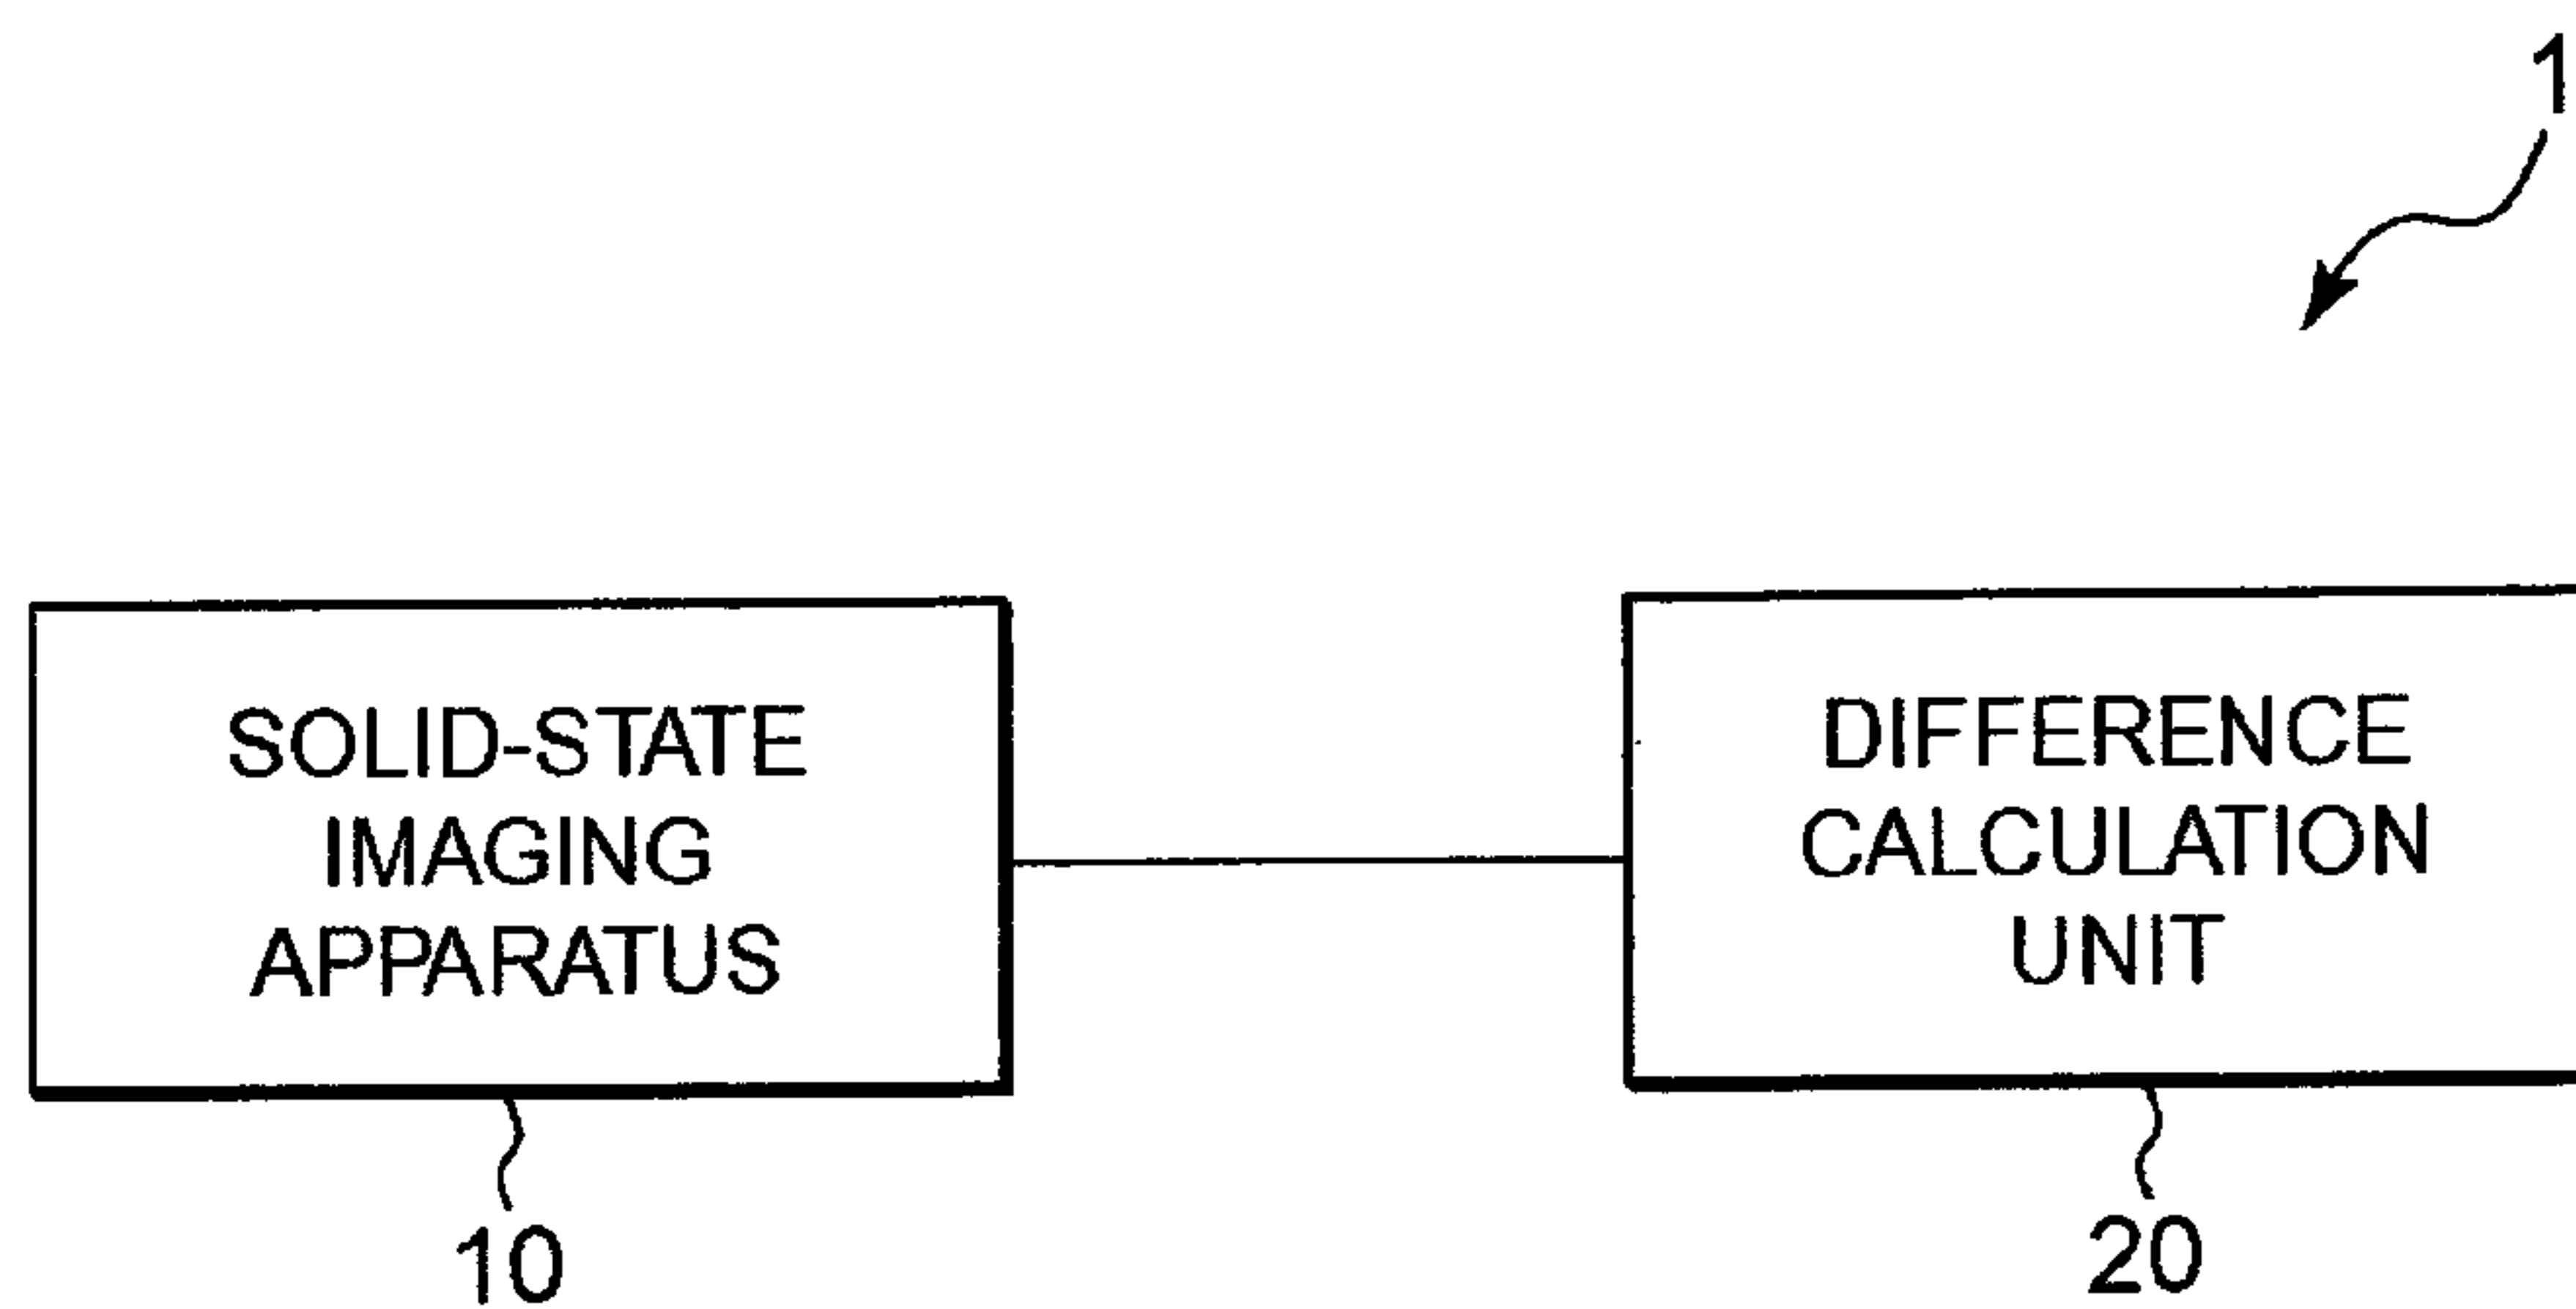 1
SOLID-STATE
IMAGING
APPARATUS
DIFFERENCE
CALCULATION
UNIT
10
20